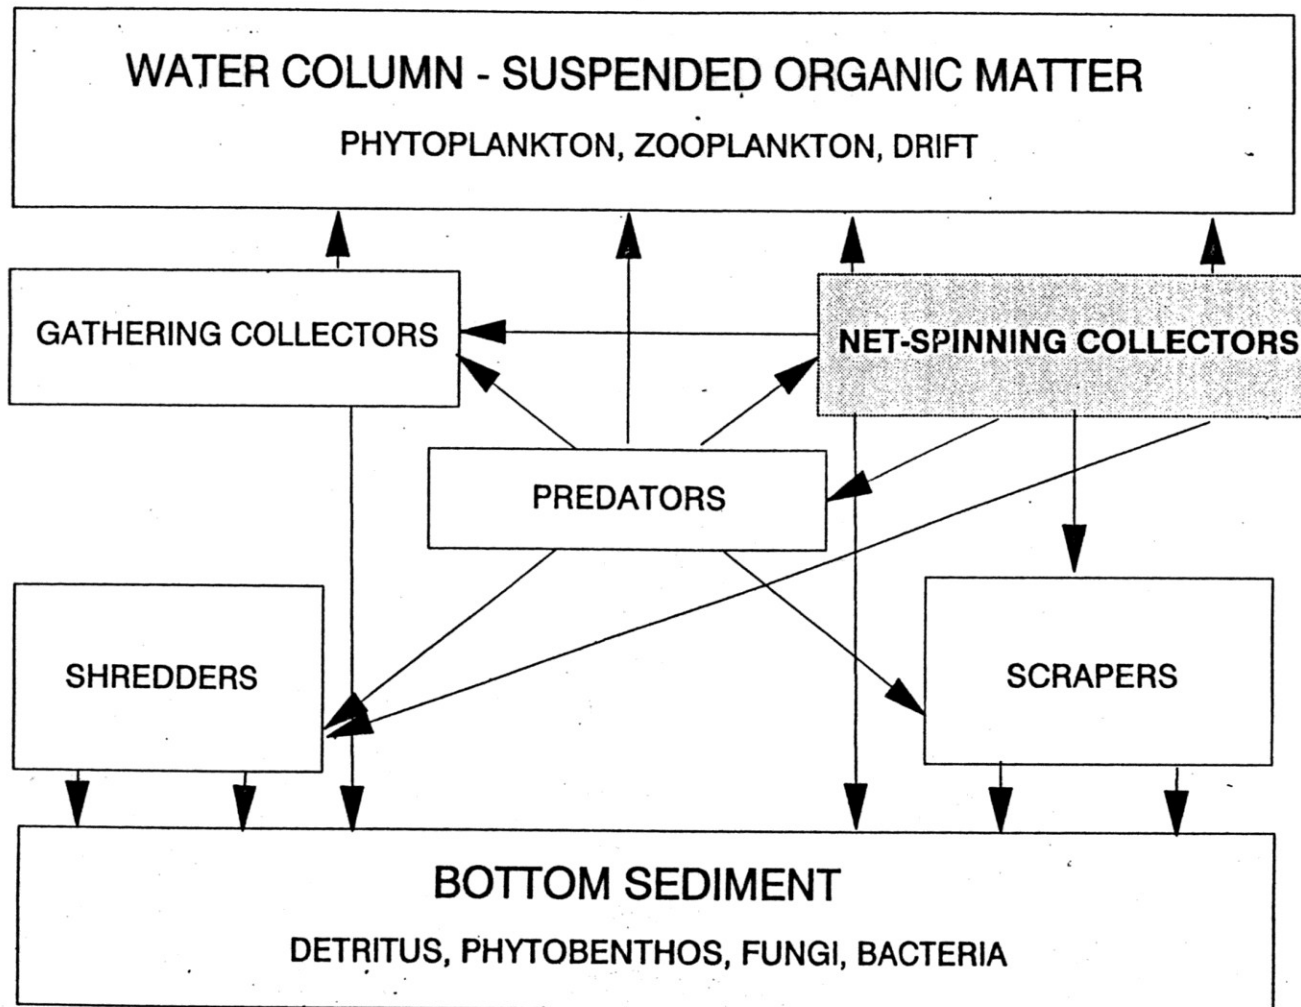 WATER COLUMN - SUSPENDED ORGANIC MATTER
PHYTOPLANKTON, ZOOPLANKTON, DRIFT
GATHERING COLLECTORS
NET-SPINNING COLLECTORS
PREDATORS
SHREDDERS
SCRAPERS
BOTTOM SEDIMENT
DETRITUS, PHYTOBENTHOS, FUNGI, BACTERIA